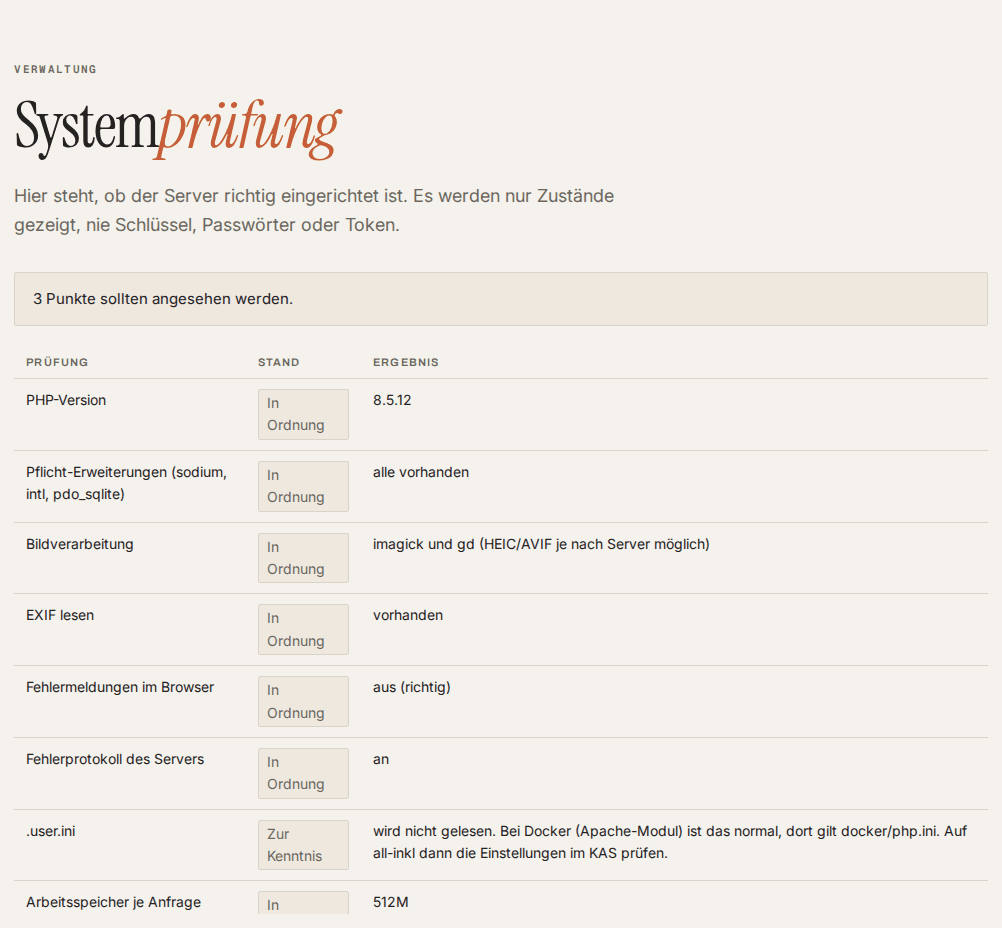 VERWALTUNG
Systemprüfung
Hier steht, ob der Server richtig eingerichtet ist. Es werden nur Zustände
gezeigt, nie Schlüssel, Passwörter oder Token.
3 Punkte sollten angesehen werden.
PRÜFUNG STAND ERGEBNIS
PHP-Version In Ordnung 8.5.12
Pflicht-Erweiterungen (sodium, intl, pdo_sqlite) In Ordnung alle vorhanden
Bildverarbeitung In Ordnung imagick und gd (HEIC/AVIF je nach Server möglich)
EXIF lesen In Ordnung vorhanden
Fehlermeldungen im Browser In Ordnung aus (richtig)
Fehlerprotokoll des Servers In Ordnung an
.user.ini Zur Kenntnis wird nicht gelesen. Bei Docker (Apache-Modul) ist das normal, dort gilt docker/php.ini. Auf
all-inkl dann die Einstellungen im KAS prüfen.
Arbeitsspeicher je Anfrage In 512M